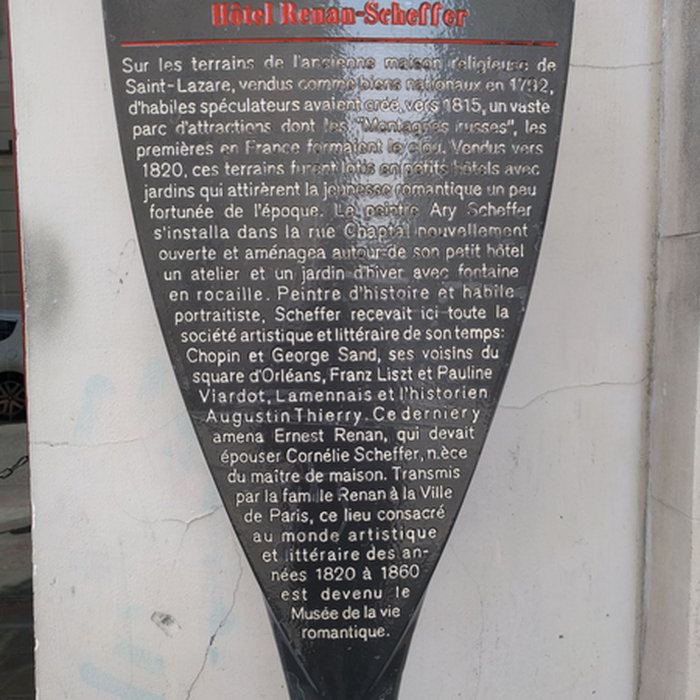 Hôtel Renan-Scheffer
Sur les terrains de l'ancienne maison religieuse de
Saint-Lazare, vendus comme biens nationaux en 1792,
d'habiles spéculateurs avaient créé, vers 1815, un vaste
parc d'attractions dont les "Montagnes russes", les
premières en France formaient le clou. Vendus vers
1820, ces terrains furent lotis en petits hôtels avec
jardins qui attirèrent la jeunesse romantique un peu
fortunée de l'époque. Le peintre Ary Scheffer
s'installa dans la rue Chaptal nouvellement
ouverte et aménagea autour de son petit hôtel
un atelier et un jardin d'hiver avec fontaine
en rocaille. Peintre d'histoire et habile
portraitiste, Scheffer recevait ici toute la
société artistique et littéraire de son temps:
Chopin et George Sand, ses voisins du
square d'Orléans, Franz Liszt et Pauline
Viardot, Lamennais et l'historien
Augustin Thierry. Ce dernier y
amena Ernest Renan, qui devait
épouser Cornélie Scheffer, n.èce
du maître de maison. Transmis
par la fam lle Renan à la Ville
de Paris, ce lieu consacré
au monde artistique
et littéraire des an-
nées 1820 à 1860
est devenu le
Musée de la vie
romantique.